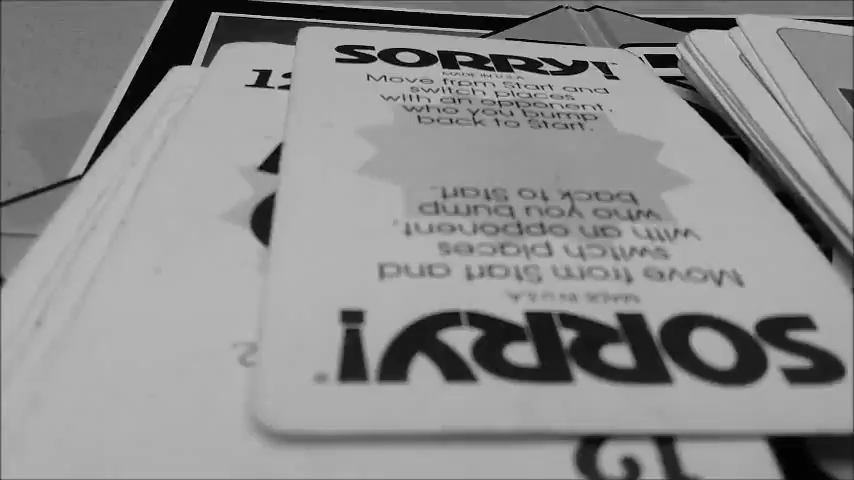 SORRY!
MADE IN U.S.A.
Move from Start and
switch places
with an opponent,
who you bump
back to Start.
Move from Start and
switch places
with an opponent,
who you bump
back to Start.
MADE IN U.S.A.
SORRY!
12
12